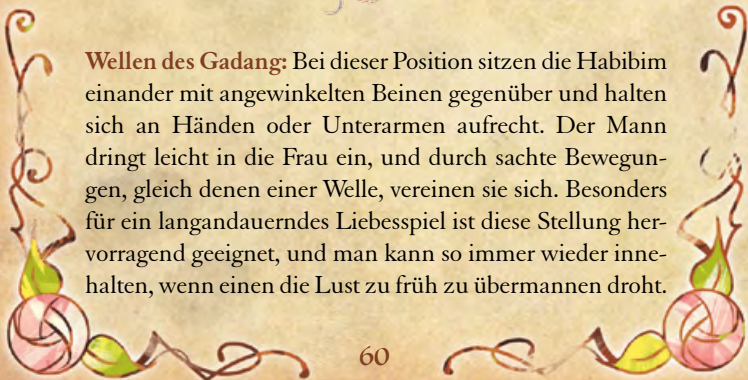 Wellen des Gadang: Bei dieser Position sitzen die Habibim
einander mit angewinkelten Beinen gegenüber und halten
sich an Händen oder Unterarmen aufrecht. Der Mann
dringt leicht in die Frau ein, und durch sachte Bewegun-
gen, gleich denen einer Welle, vereinen sie sich. Besonders
für ein langandauerndes Liebesspiel ist diese Stellung her-
vorragend geeignet, und man kann so immer wieder inne-
halten, wenn einen die Lust zu früh zu übermannen droht.
60